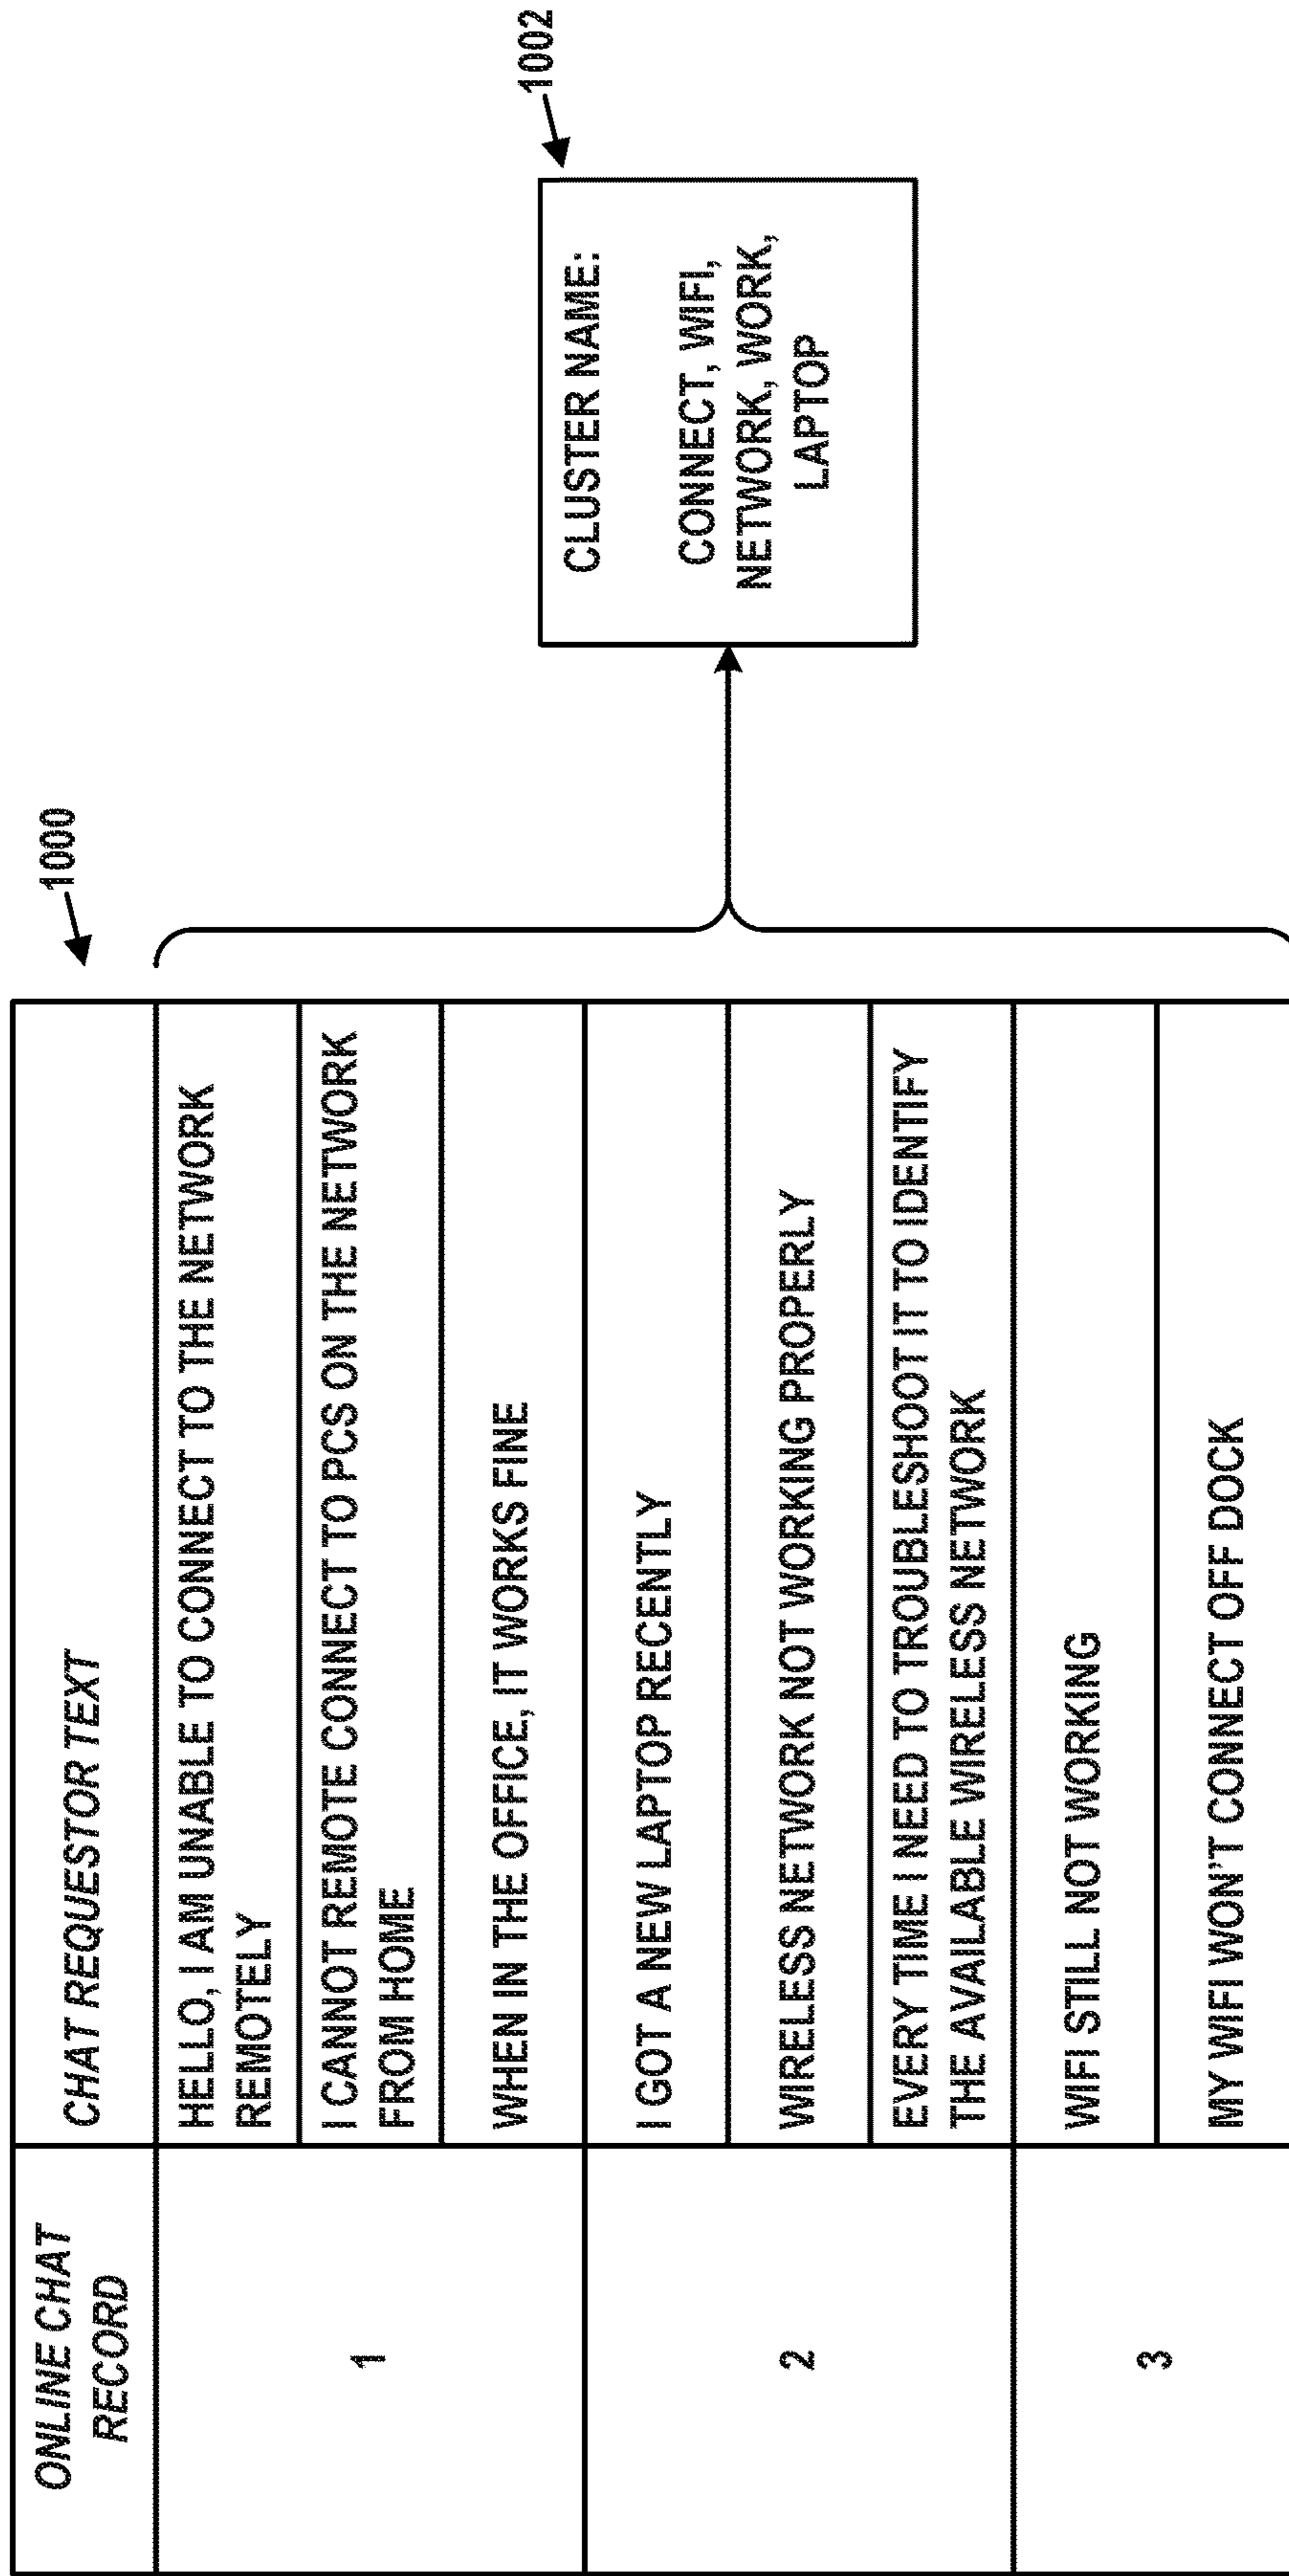 ONLINE CHAT
RECORD
CHAT REQUESTOR TEXT
1
HELLO, I AM UNABLE TO CONNECT TO THE NETWORK
REMOTELY
I CANNOT REMOTE CONNECT TO PCS ON THE NETWORK
FROM HOME
WHEN IN THE OFFICE, IT WORKS FINE
2
I GOT A NEW LAPTOP RECENTLY
WIRELESS NETWORK NOT WORKING PROPERLY
EVERY TIME I NEED TO TROUBLESHOOT IT TO IDENTIFY
THE AVAILABLE WIRELESS NETWORK
3
WIFI STILL NOT WORKING
MY WIFI WON'T CONNECT OFF DOCK
1000
1002
CLUSTER NAME:
CONNECT, WIFI,
NETWORK, WORK,
LAPTOP